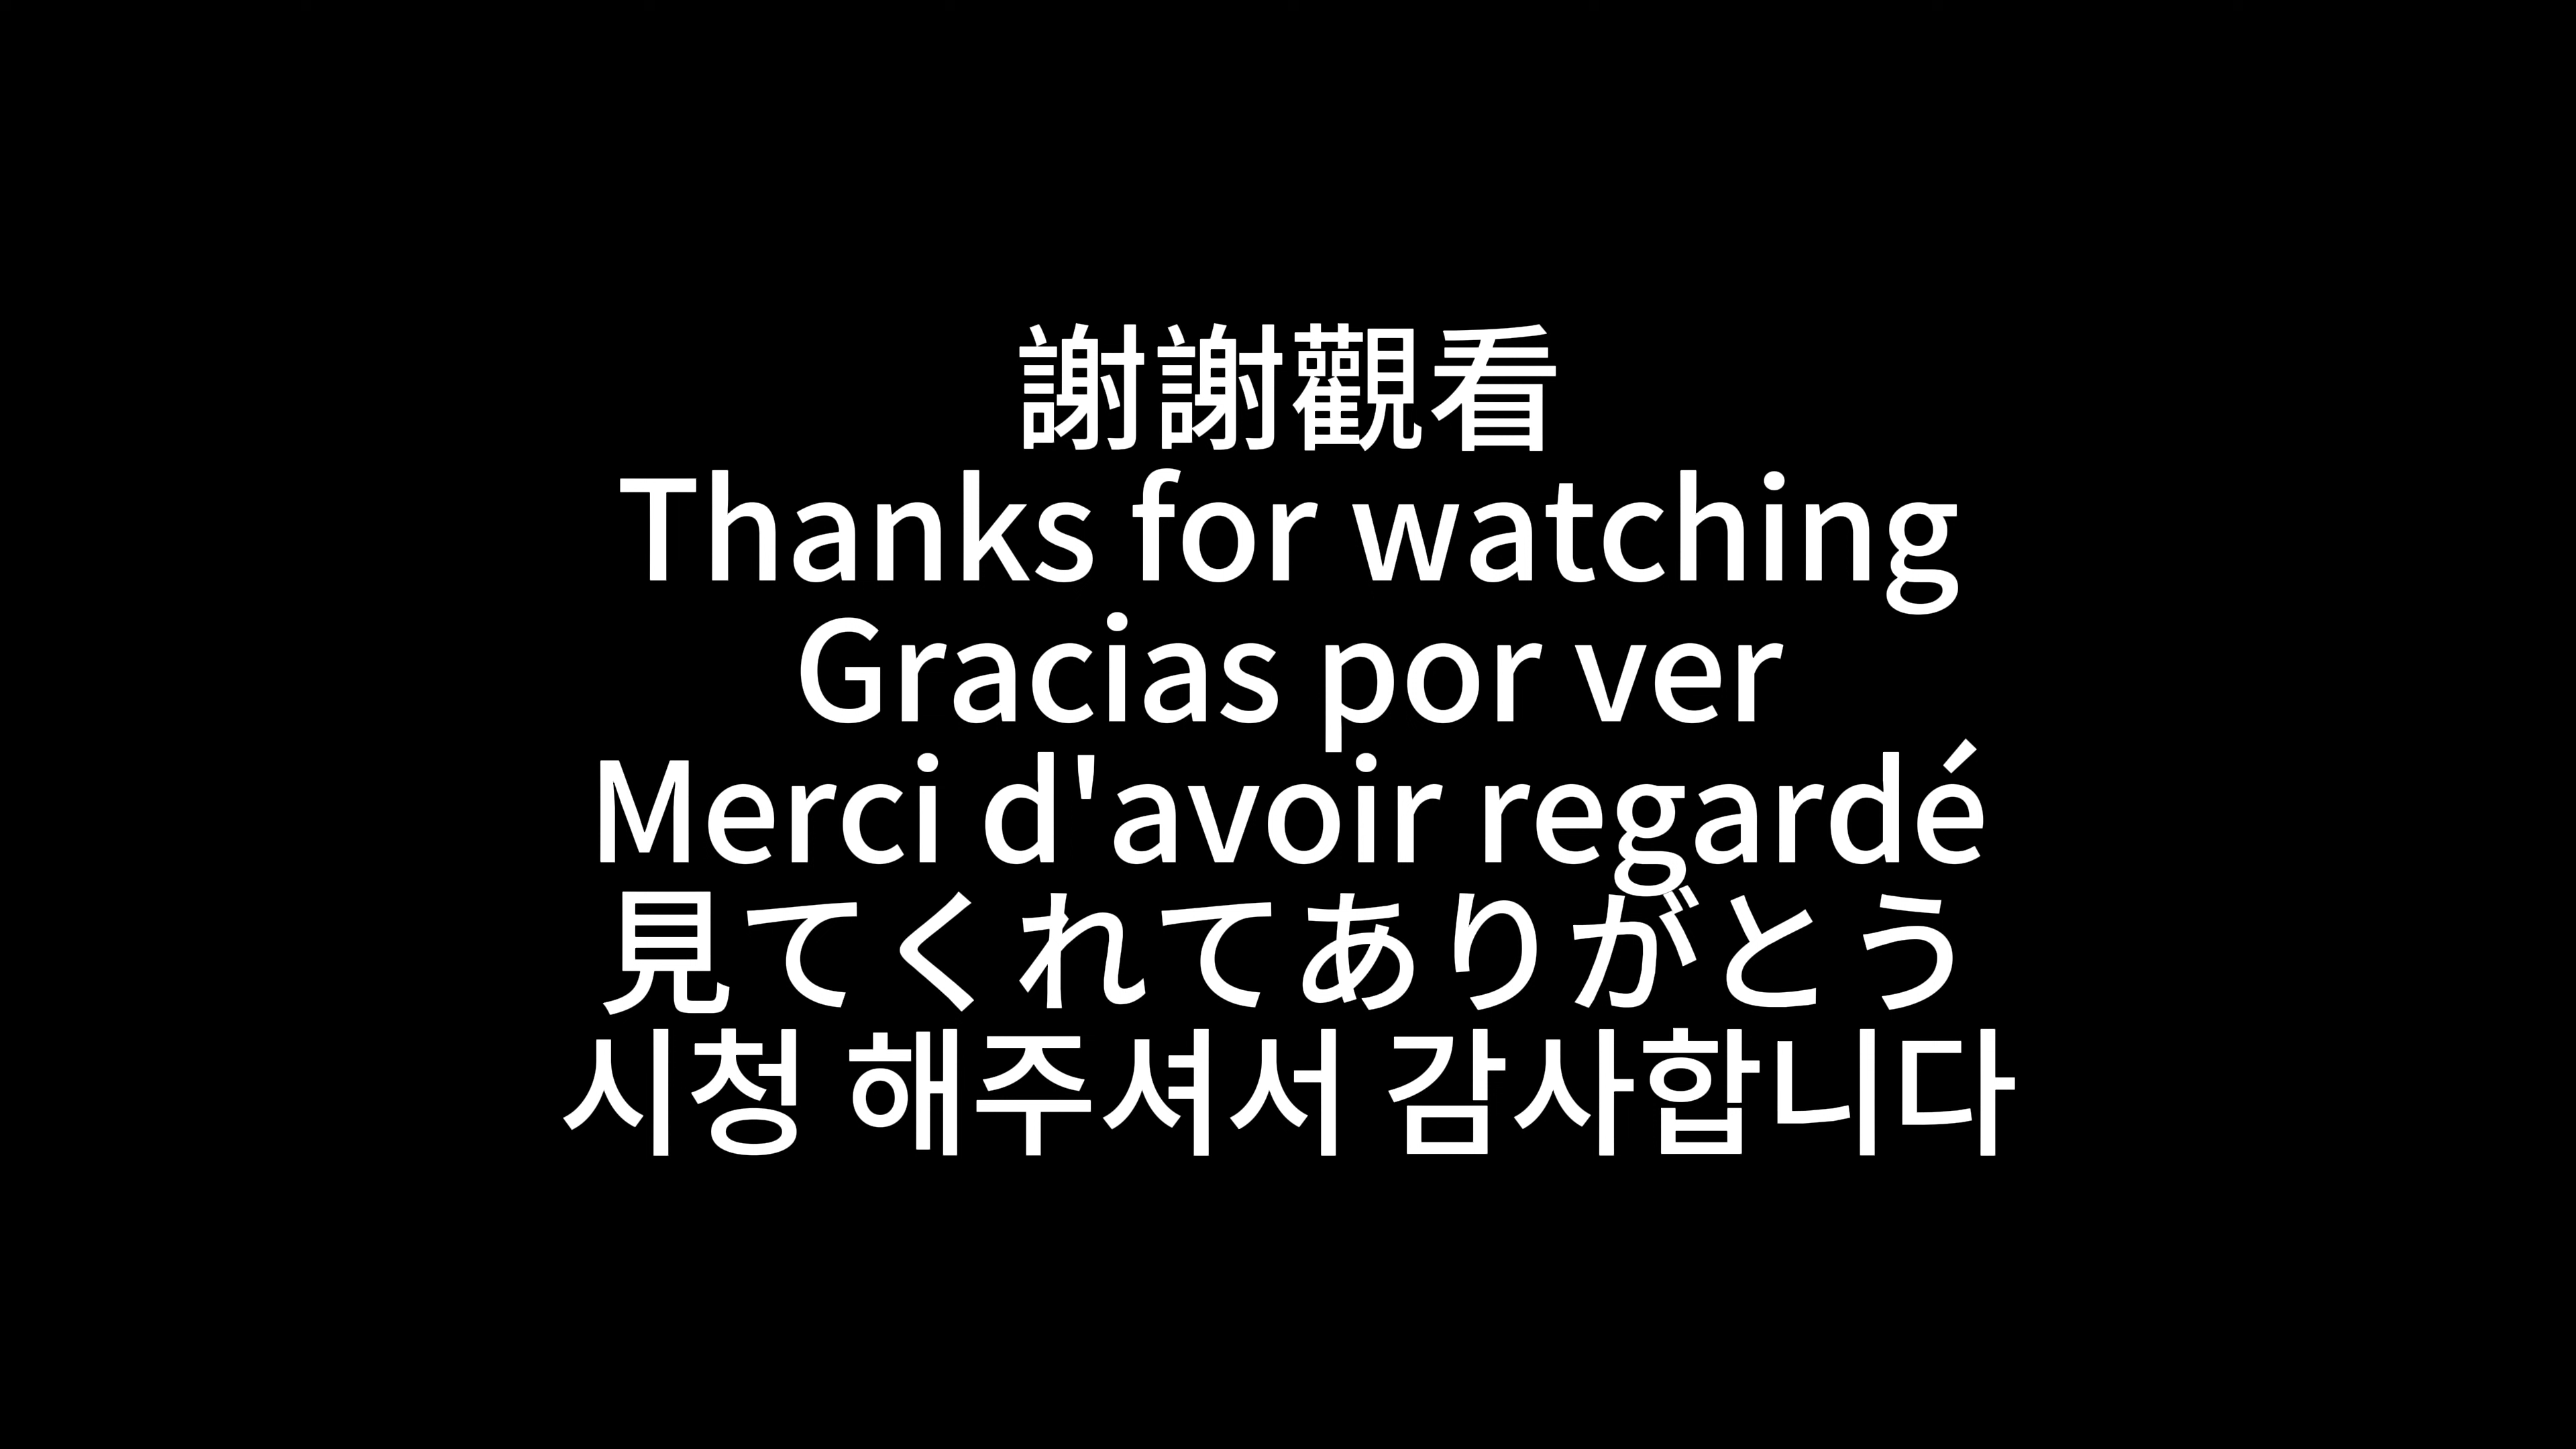 謝謝觀看
Thanks for watching
Gracias por ver
Merci d'avoir regardé
見てくれてありがとう
시청 해주셔서 감사합니다